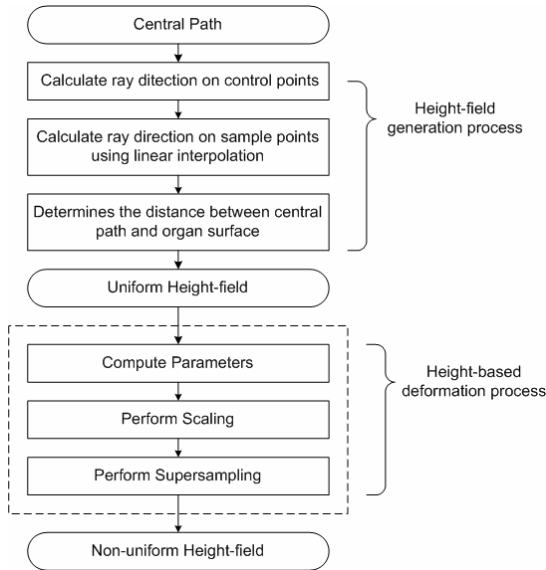 Central Path
Calculate ray ditection on control points
Calculate ray direction on sample points
using linear interpolation
Determines the distance between central
path and organ surface
Height-field
generation process
Uniform Height-field
Compute Parameters
Perform Scaling
Perform Supersampling
Height-based
deformation process
Non-uniform Height-field